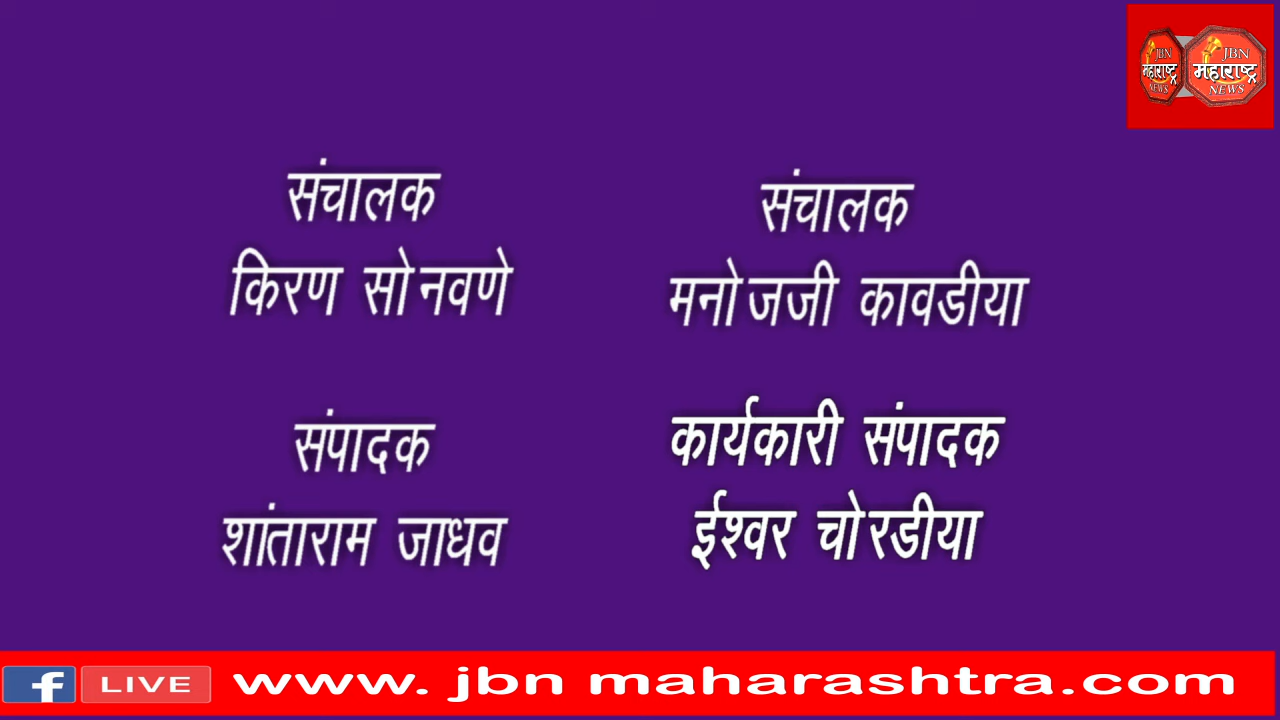 JBN
महाराष्ट्र
NEWS
JBN
महाराष्ट्र
NEWS
संचालक
किरण सोनवणे
संचालक
मनोजजी कावडीया
संपादक
शांताराम जाधव
कार्यकारी संपादक
ईश्वर चोरडीया
f LIVE www. jbn maharashtra.com